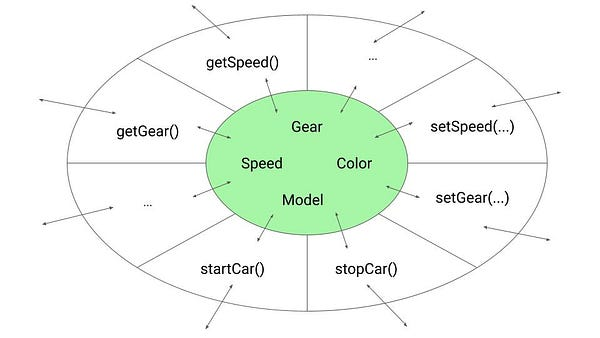 getSpeed()
...
getGear()
setSpeed(...)
Gear
Speed
Color
Model
...
setGear(...)
startCar()
stopCar()